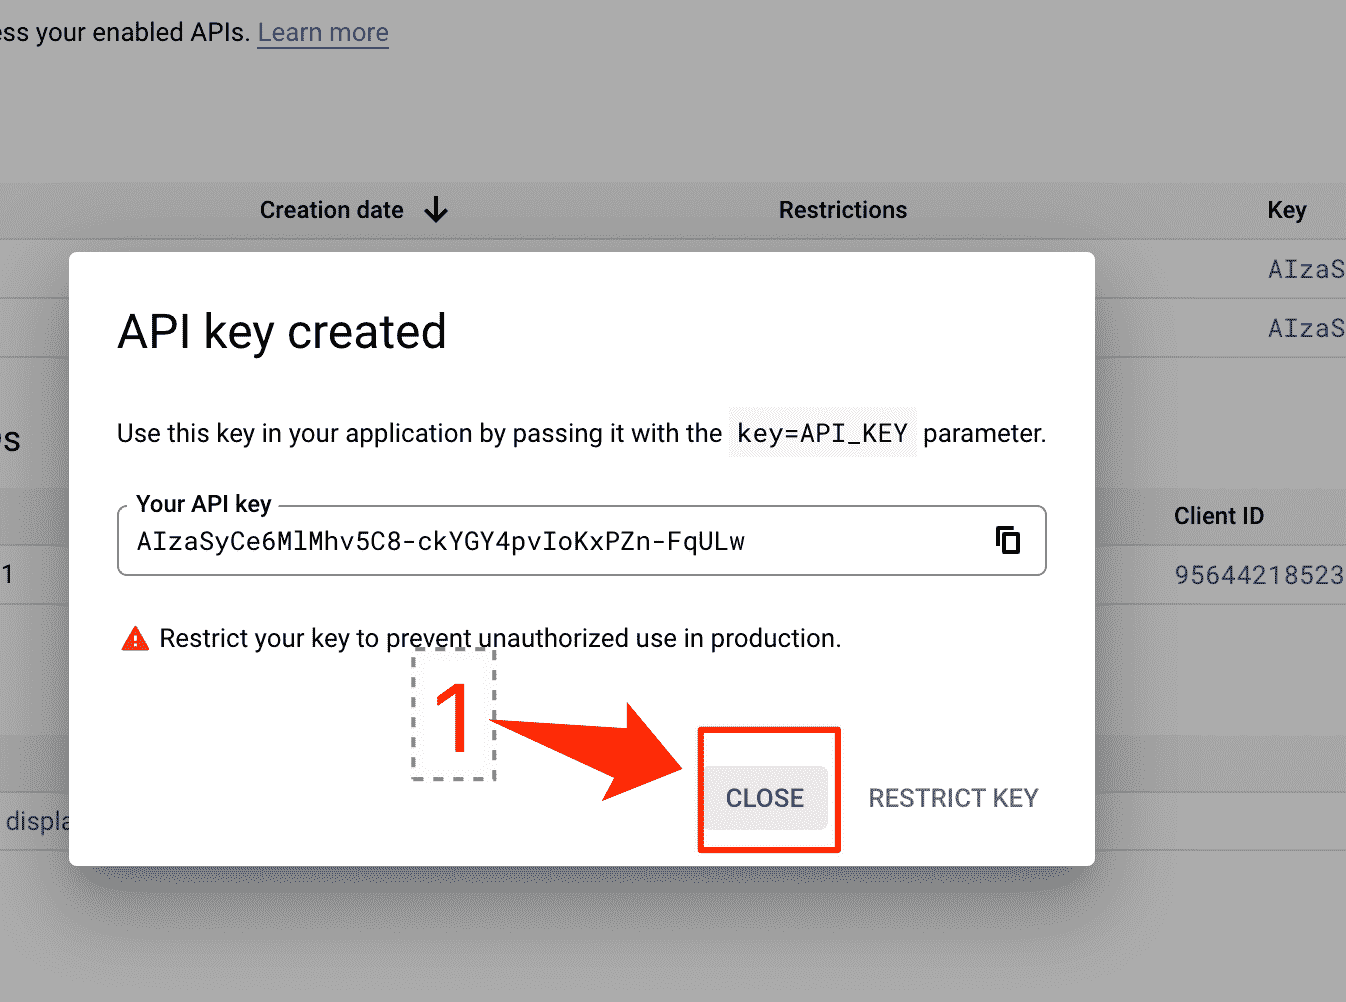 ess your enabled APIs. Learn more
Creation date Restrictions Key
AIzaS
AIzaS
API key created
Use this key in your application by passing it with the key=API_KEY parameter.
Your API key
AIzaSyCe6MlMhv5C8-ckYGY4pvIoKxPZn-FqULw
Restrict your key to prevent unauthorized use in production.
1
CLOSE RESTRICT KEY
s
Client ID
1 95644218523
displa